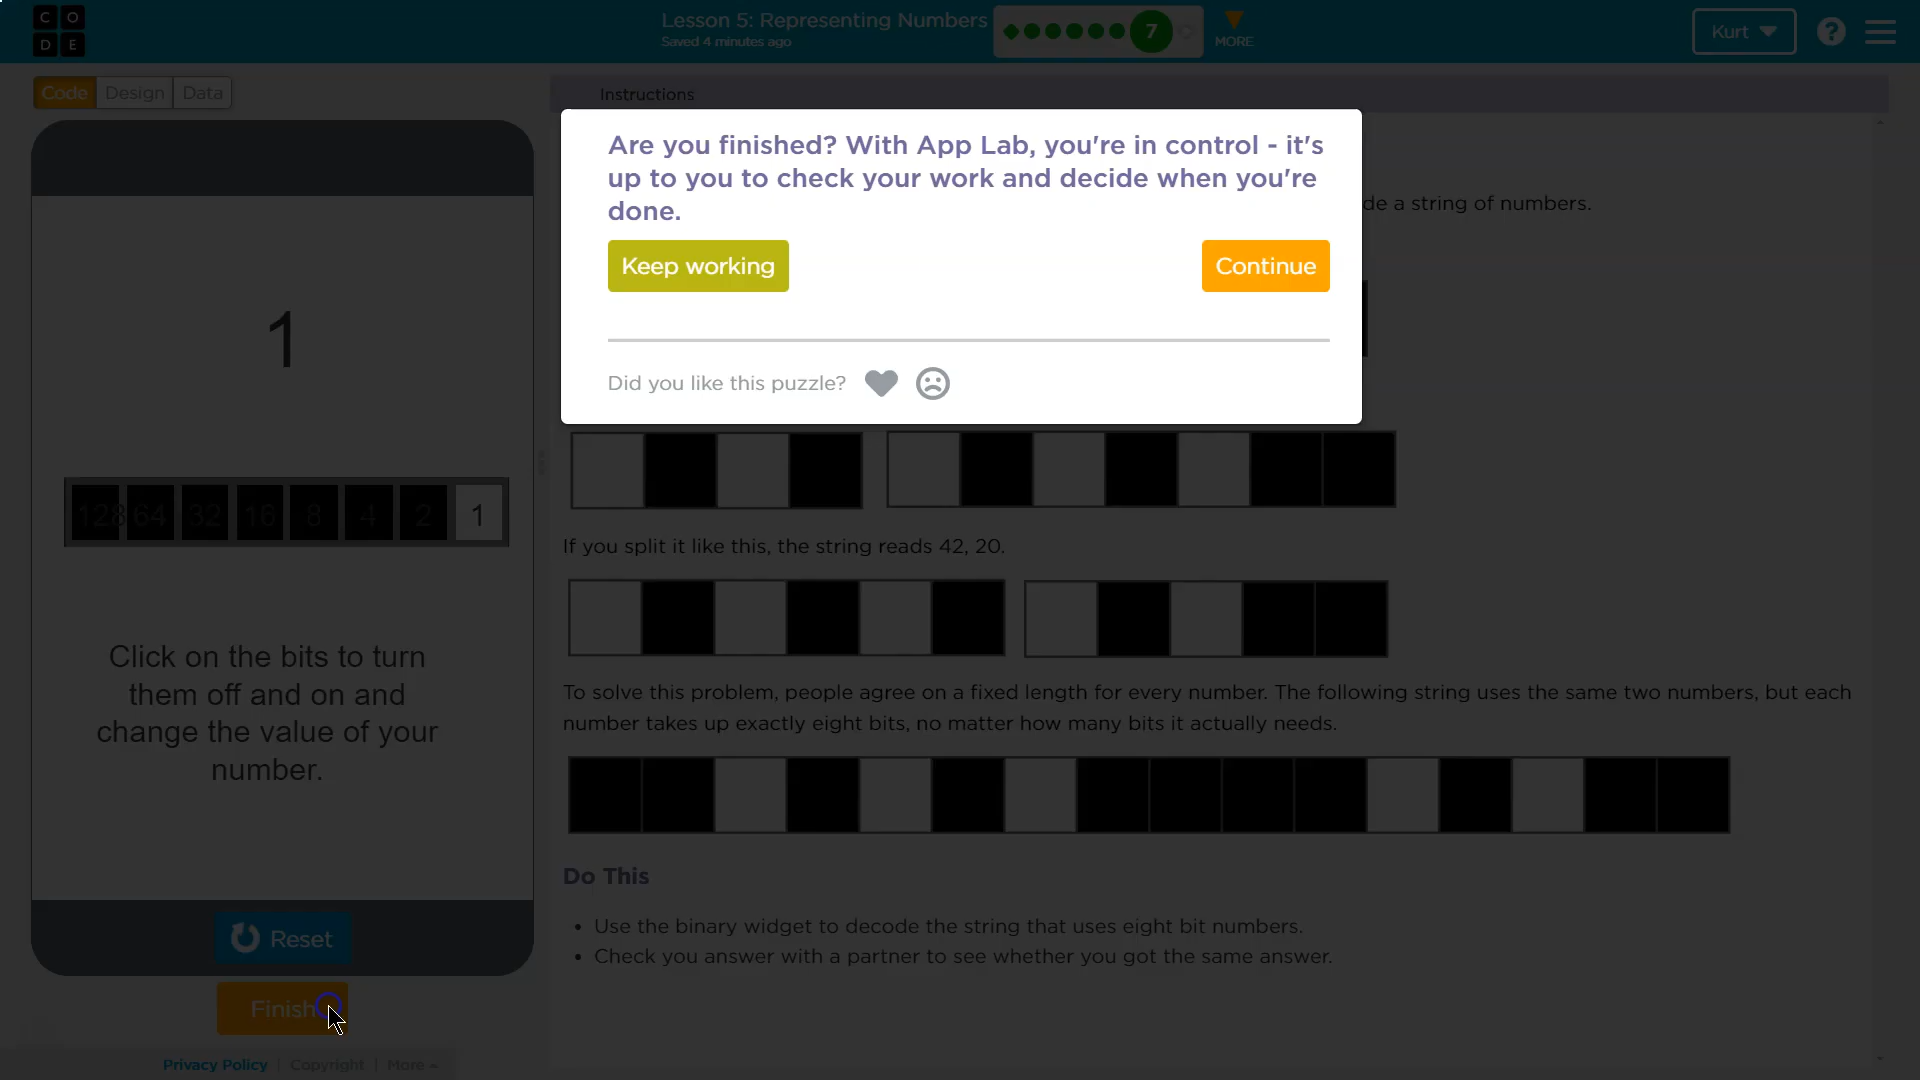 C O
D E
Lesson 5: Representing Numbers
Saved 4 minutes ago
7
MORE
Kurt
?
Code Design Data
Instructions
Are you finished? With App Lab, you're in control - it's
up to you to check your work and decide when you're
done.
de a string of numbers.
Keep working
Continue
1
Did you like this puzzle?
128 64 32 16 8 4 2 1
If you split it like this, the string reads 42, 20.
Click on the bits to turn
them off and on and
change the value of your
number.
To solve this problem, people agree on a fixed length for every number. The following string uses the same two numbers, but each
number takes up exactly eight bits, no matter how many bits it actually needs.
Do This
• Use the binary widget to decode the string that uses eight bit numbers.
• Check you answer with a partner to see whether you got the same answer.
Reset
Finish
Privacy Policy | Copyright | More